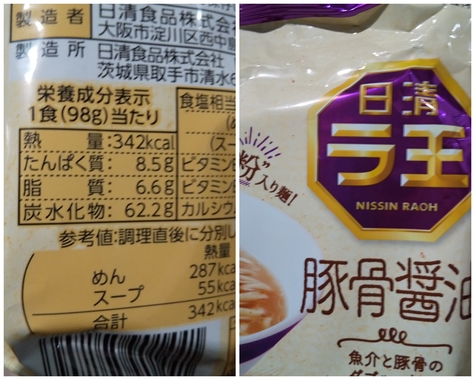 製造者
日清食品株式会
大阪市淀川区西中
製造所
日清食品株式会社
茨城県取手市清水
栄養成分表示
1食(98g)当たり
熱 量:342kcal
たんぱく質: 8.5g
脂 質: 6.6g
炭水化物: 62.2g
食塩相当
(スー
ビタミン
ビタミン
カルシウ
参考値:調理直後に分別し
熱量
めん 287kca
スープ 55kca
合計 342kca
日清
ラ王
NISSIN RAOH
粉入り麺!
豚骨醤油
魚介と豚骨の